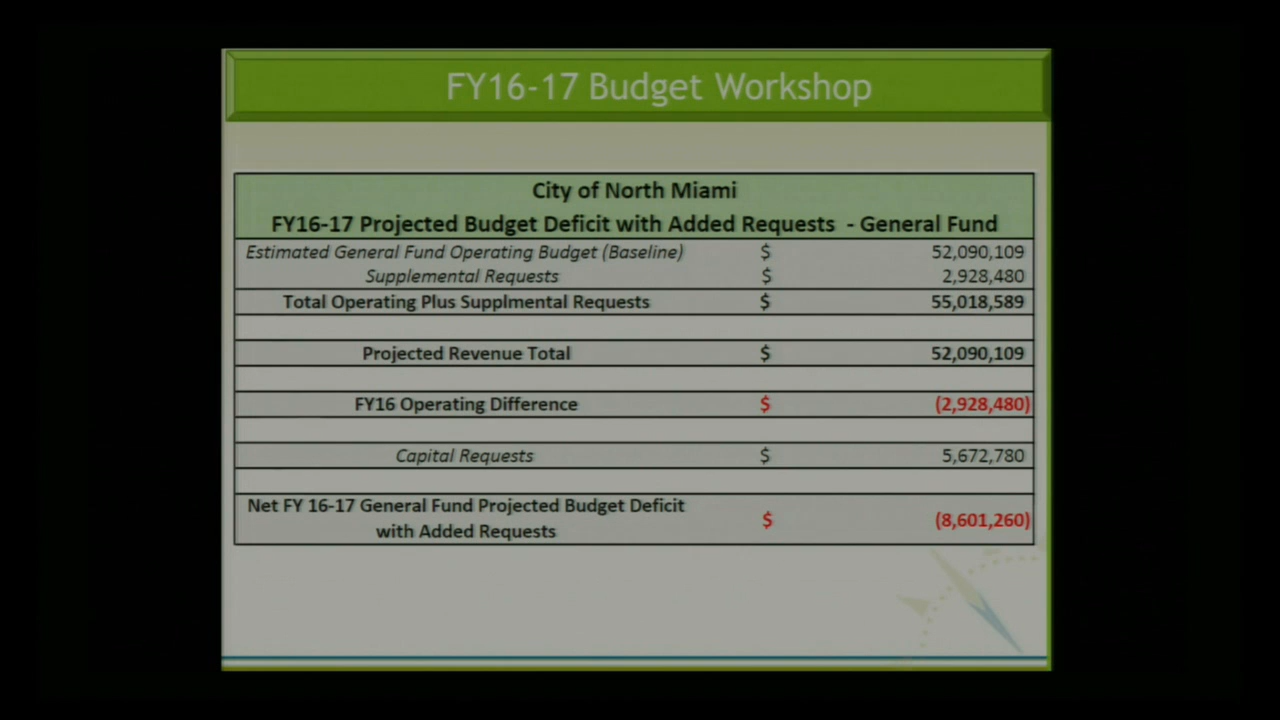 FY16-17 Budget Workshop
City of North Miami
FY16-17 Projected Budget Deficit with Added Requests - General Fund
Estimated General Fund Operating Budget (Baseline) $ 52,090,109
Supplemental Requests $ 2,928,480
Total Operating Plus Supplmental Requests $ 55,018,589
Projected Revenue Total $ 52,090,109
FY16 Operating Difference $ (2,928,480)
Capital Requests $ 5,672,780
Net FY 16-17 General Fund Projected Budget Deficit
with Added Requests $ (8,601,260)